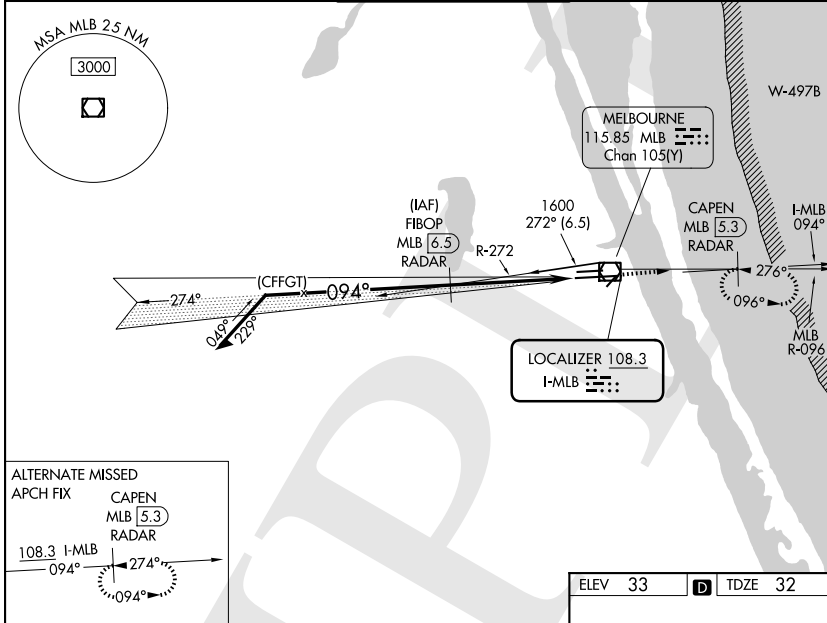 MSA MLB 25 NM
3000
W-497B
MELBOURNE
115.85 MLB
Chan 105(Y)
(IAF)
FIBOP
MLB 6.5
RADAR
1600
272° (6.5)
R-272
CAPEN
MLB 5.3
RADAR
I-MLB
094°
(CFFGT)
274°
X
094°
276°
096°
049°
229°
MLB
R-096
LOCALIZER 108.3
I-MLB
ALTERNATE MISSED
APCH FIX
CAPEN
MLB 5.3
RADAR
108.3 I-MLB
094°
274°
094°
ELEV 33 D TDZE 32